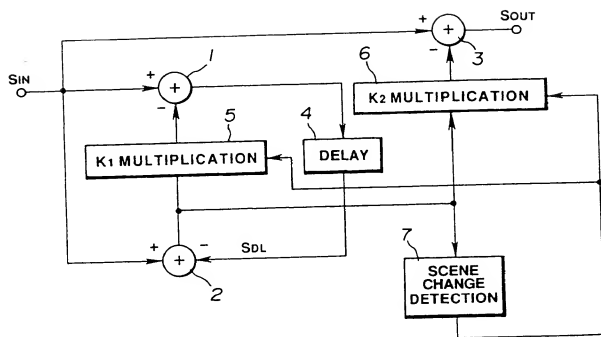 SOUT
+
+
-
3
6
1
SIN
+
+
-
5
4
K2 MULTIPLICATION
K1 MULTIPLICATION
DELAY
+
-
SDL
+
2
7
SCENE
CHANGE
DETECTION